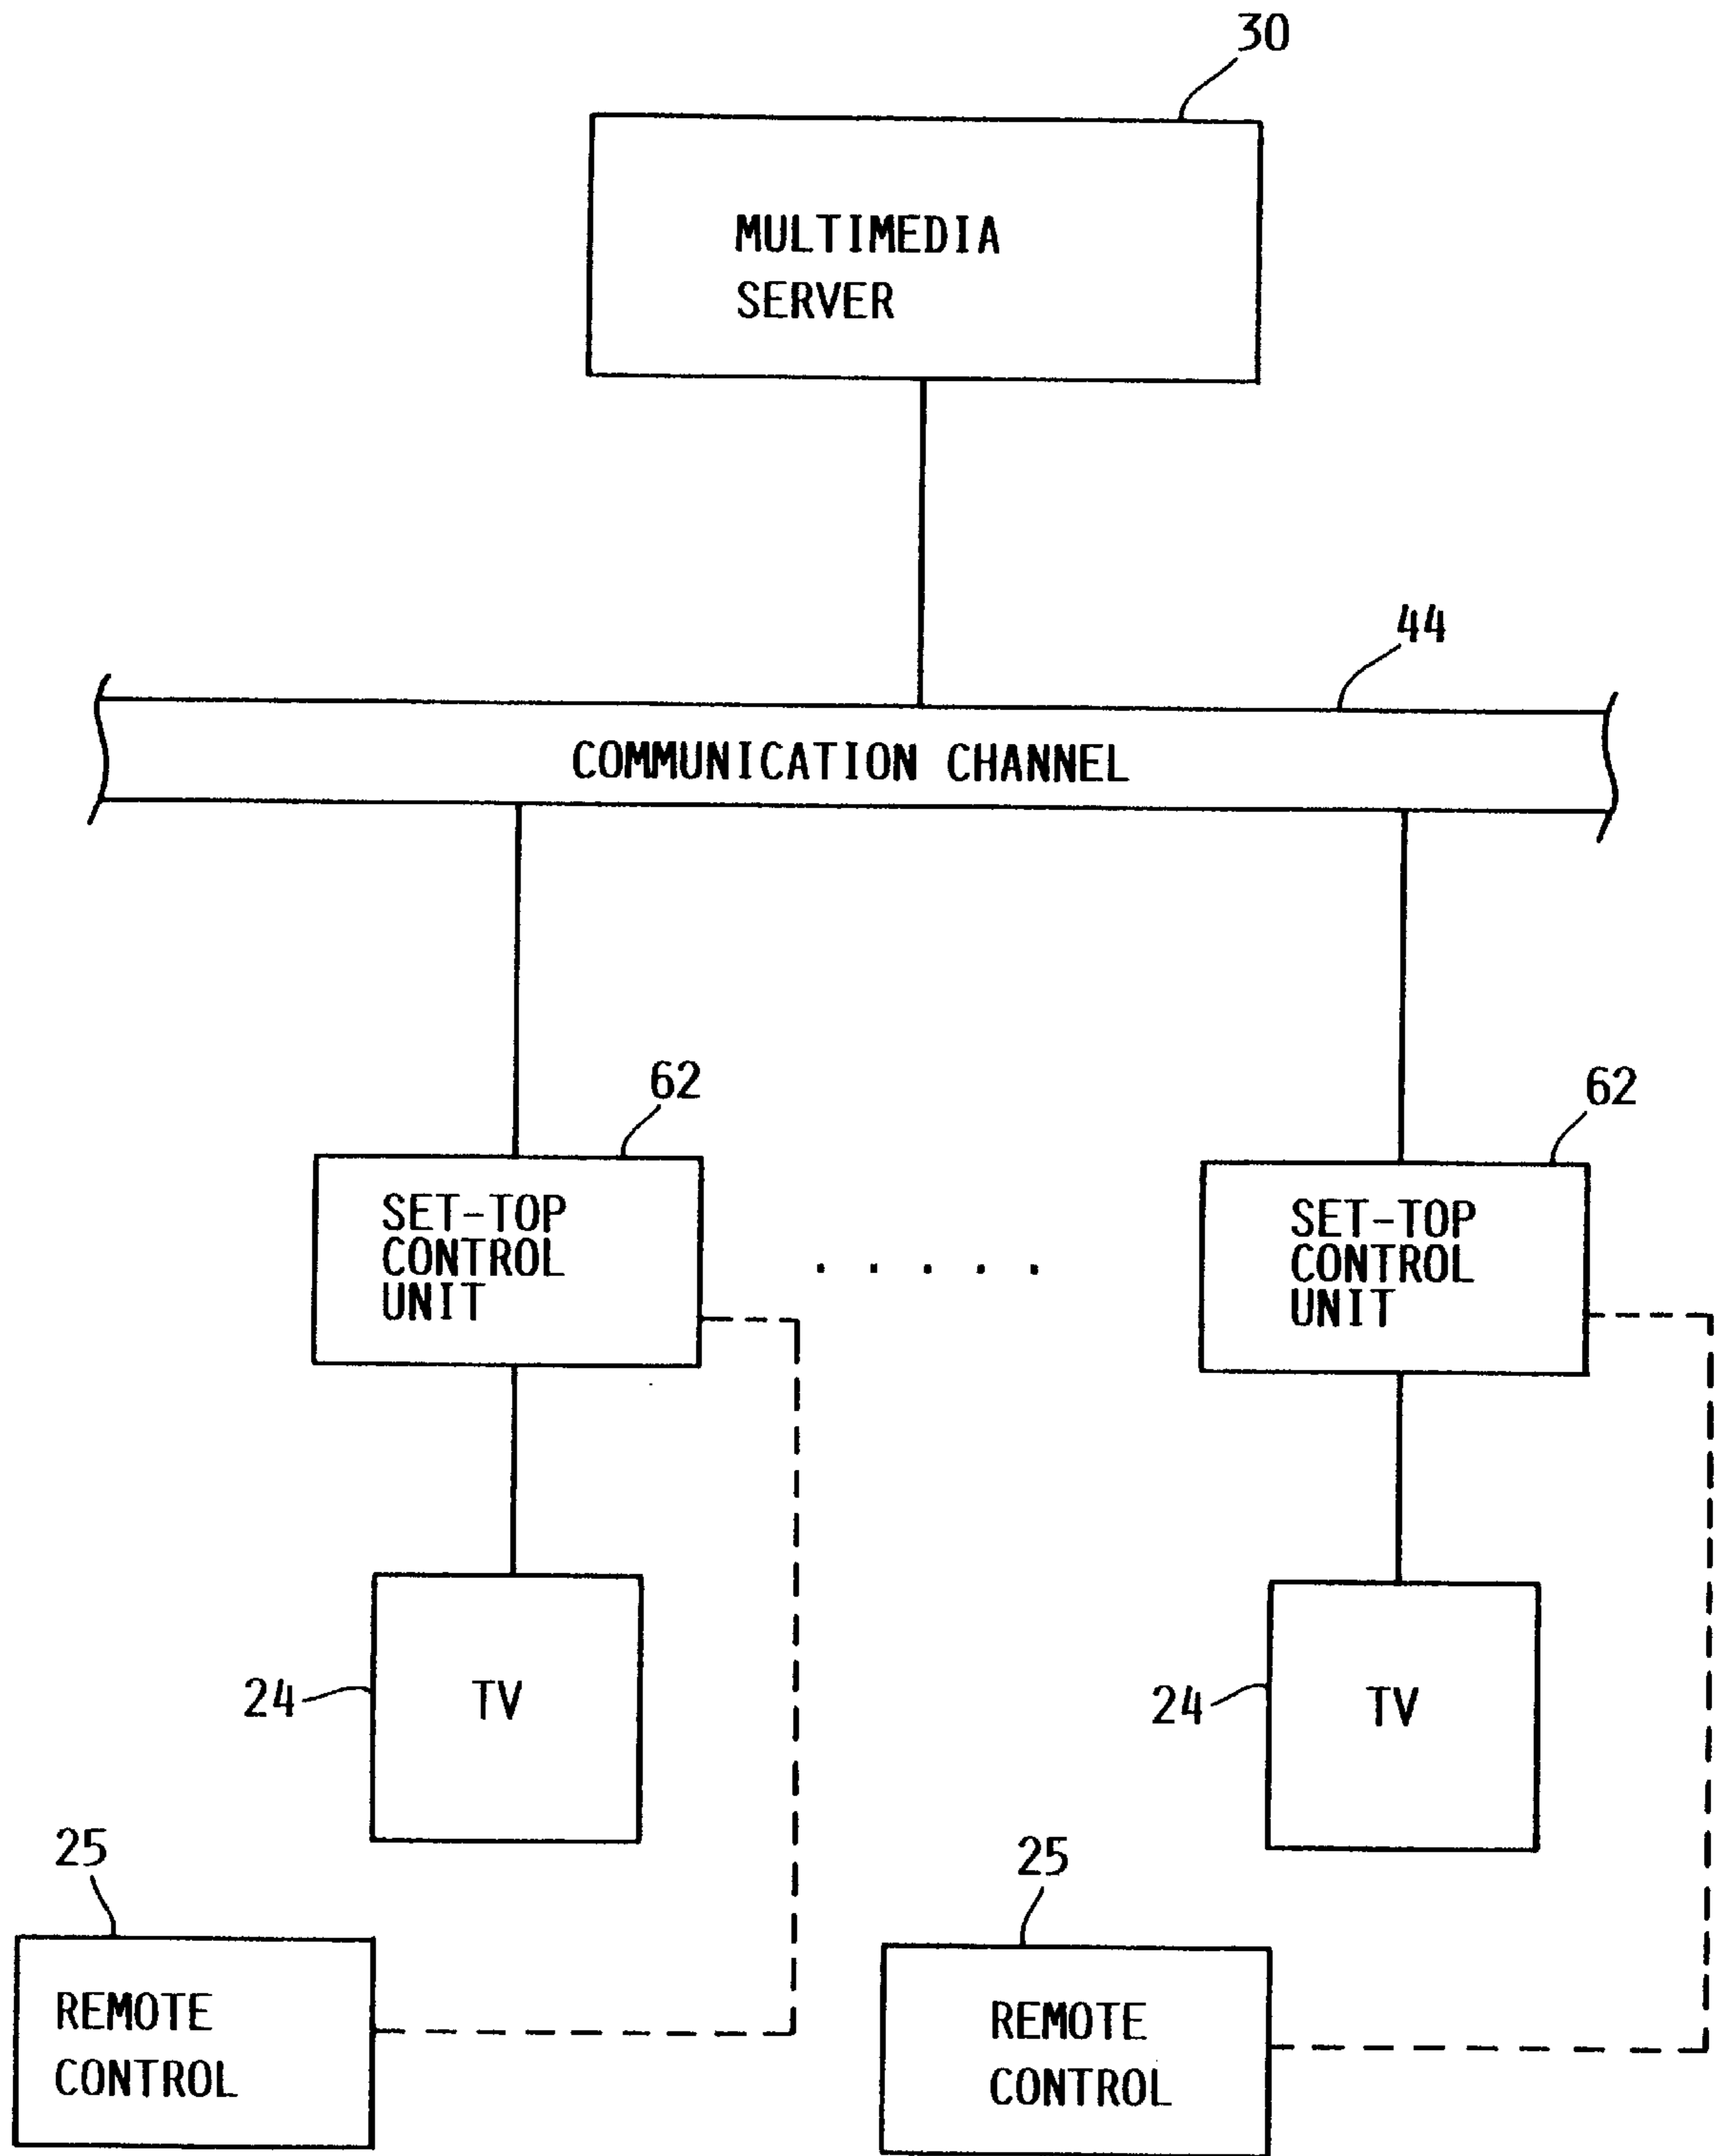 30
MULTIMEDIA
SERVER
44
COMMUNICATION CHANNEL
62
62
SET-TOP
CONTROL
UNIT
SET-TOP
CONTROL
UNIT
24
TV
24
TV
25
25
REMOTE
CONTROL
REMOTE
CONTROL